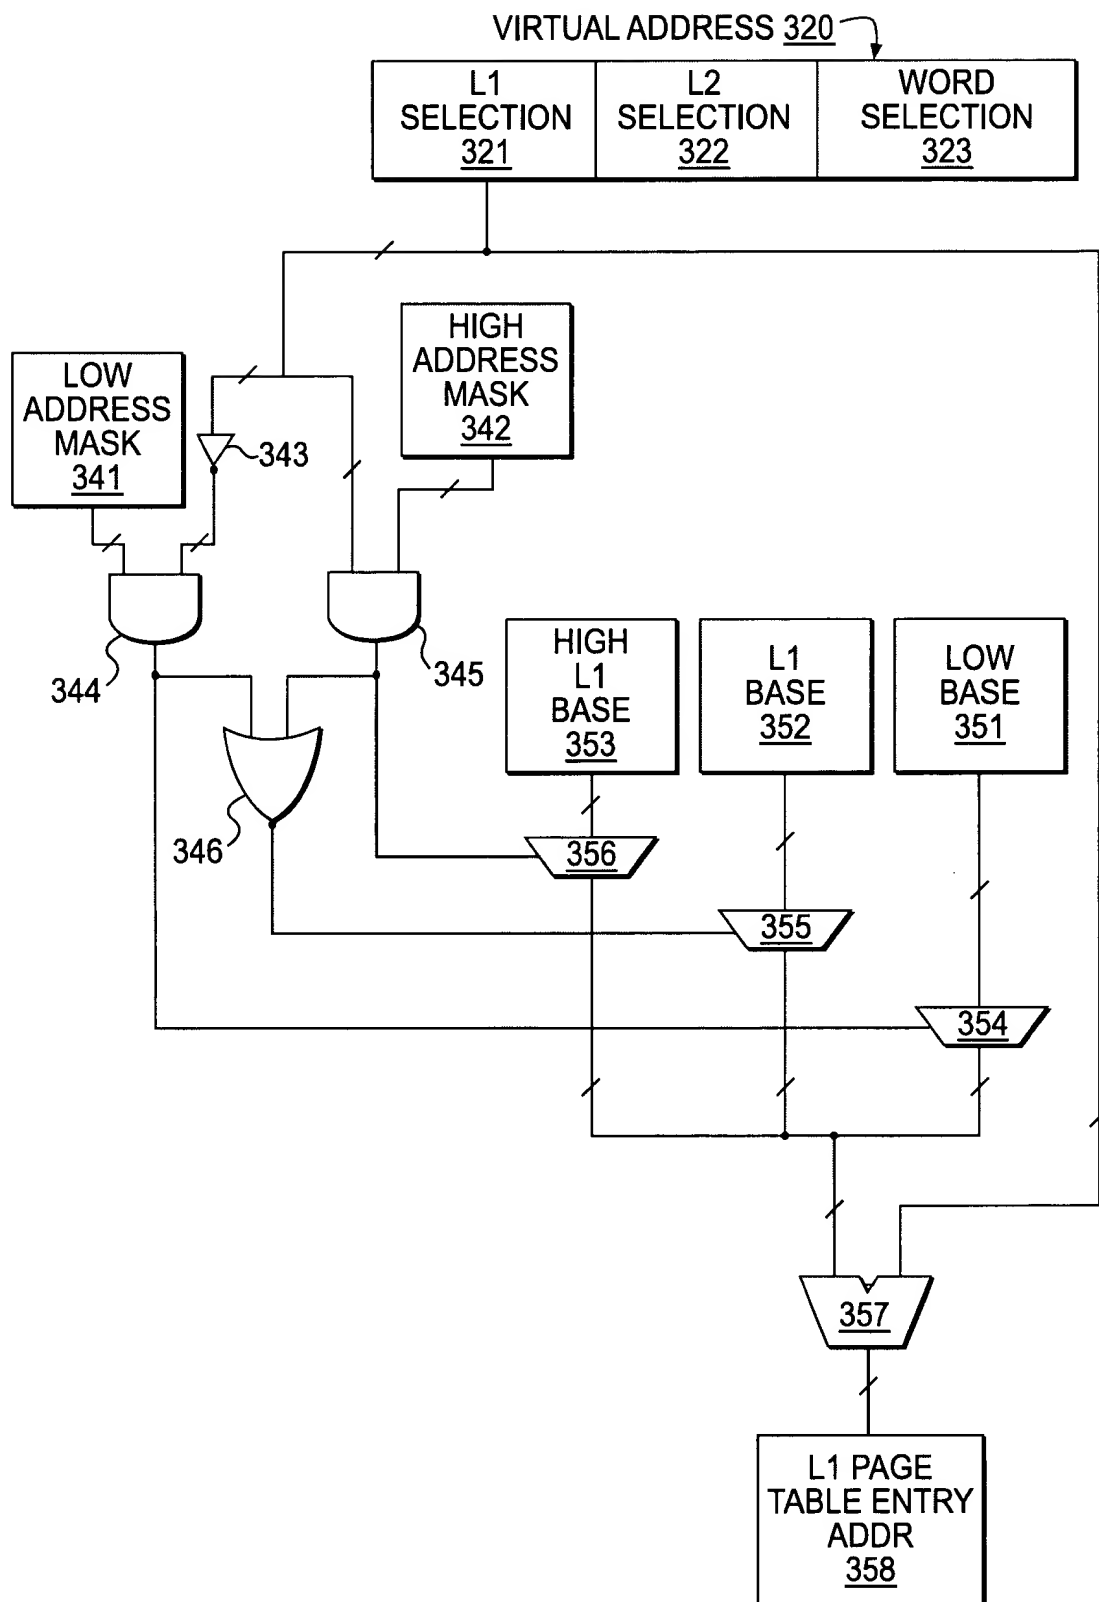 VIRTUAL ADDRESS 320
L1
SELECTION
321
L2
SELECTION
322
WORD
SELECTION
323
HIGH
ADDRESS
MASK
342
LOW
ADDRESS
MASK
341
343
344
345
346
HIGH
L1
BASE
353
L1
BASE
352
LOW
BASE
351
356
355
354
357
L1 PAGE
TABLE ENTRY
ADDR
358